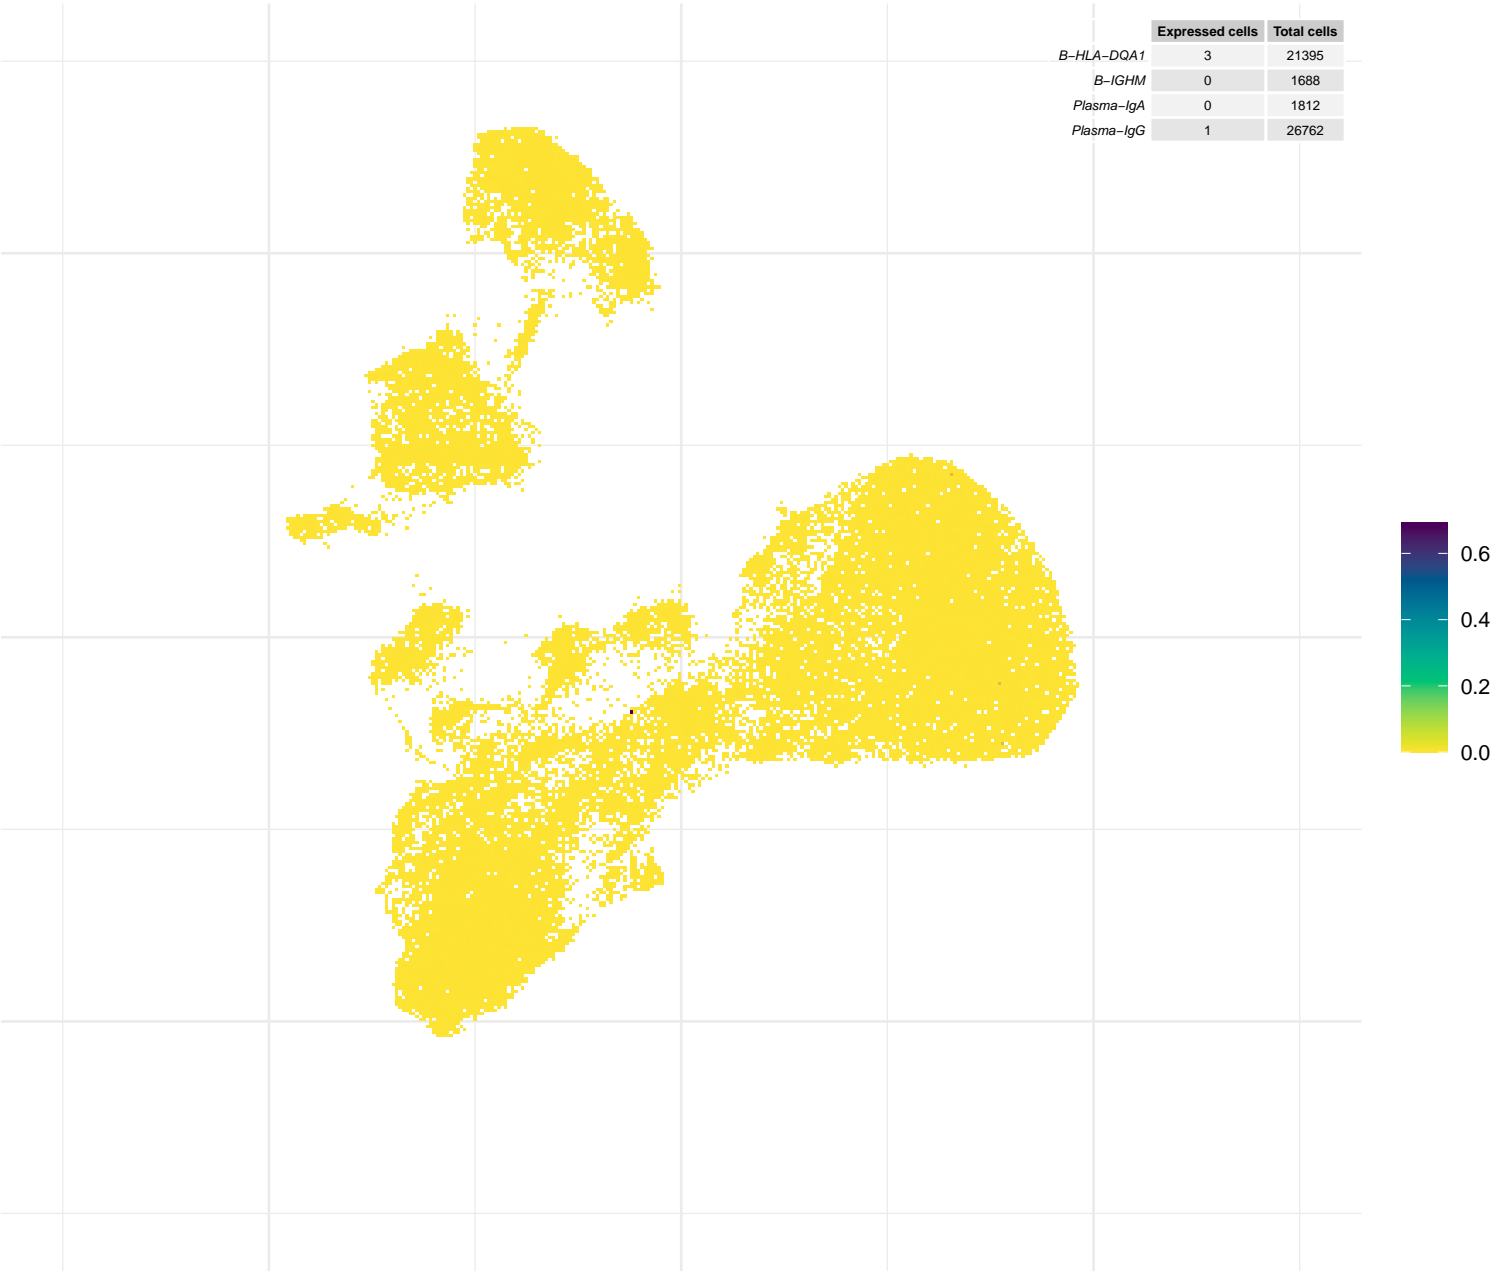 Expressed cells Total cells
B−HLA−DQA1 3 21395
B−IGHM 0 1688
Plasma−IgA 0 1812
Plasma−IgG 1 26762
0.6
0.4
0.2
0.0